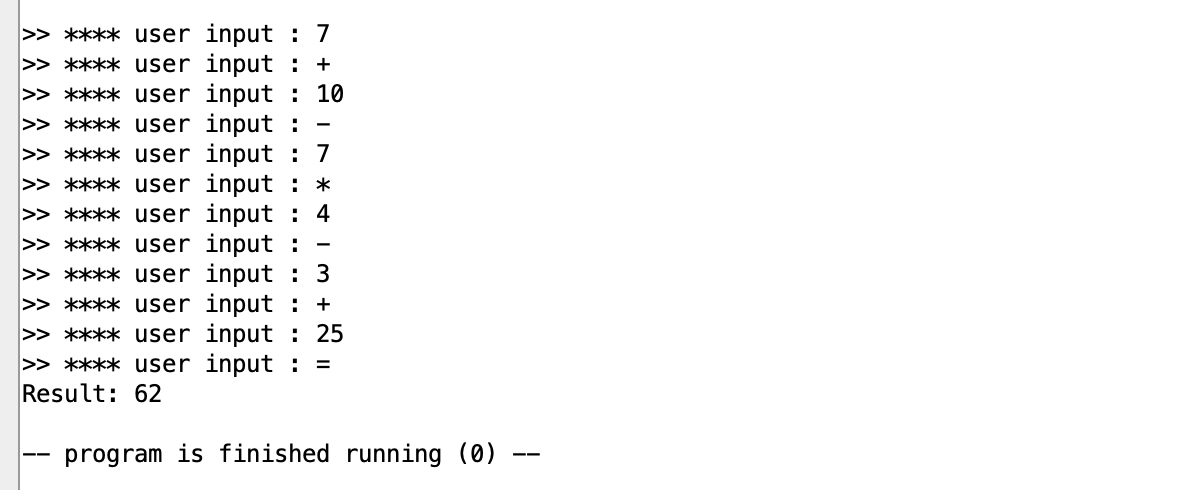 >> **** user input : 7
>> **** user input : +
>> **** user input : 10
>> **** user input : -
>> **** user input : 7
>> **** user input : *
>> **** user input : 4
>> **** user input : -
>> **** user input : 3
>> **** user input : +
>> **** user input : 25
>> **** user input : =
Result: 62
-- program is finished running (0) --